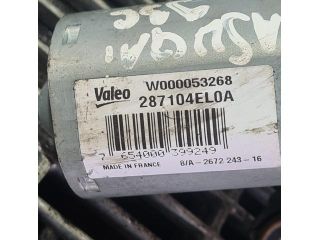 Valeo W000053268
287104EL0A
7 654000 399249
MADE IN FRANCE 8/A-2672 243-16